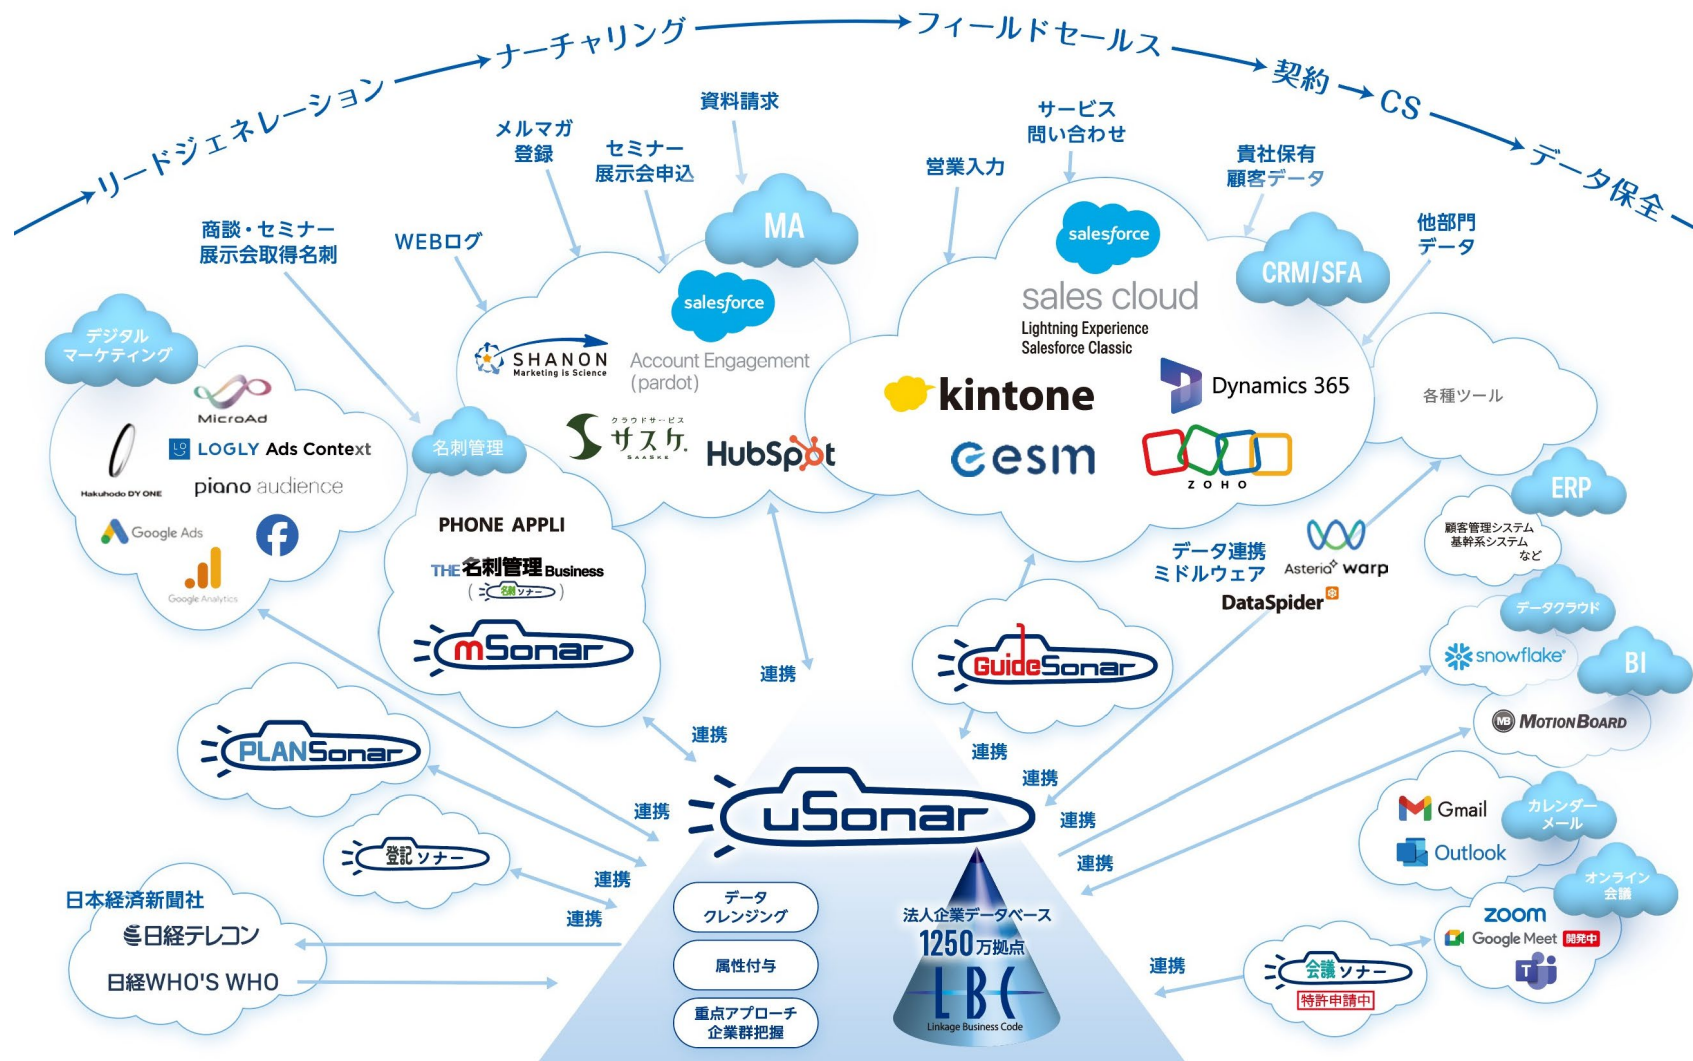 リードジェネレーション
ナーチャリング
フィールドセールス
契約
CS
データ保全
資料請求
メルマガ
登録
セミナー
展示会申込
サービス
問い合わせ
営業入力
貴社保有
顧客データ
他部門
データ
商談・セミナー
展示会取得名刺
WEBログ
MA
CRM/SFA
デジタル
マーケティング
MicroAd
Hakuhodo DY ONE
LOGLY Ads Context
piano audience
Google Ads
Google Analytics
名刺管理
PHONE APPLI
THE 名刺管理 Business
(名刺ソナー)
mSonar
SHANON
Marketing is Science
salesforce
Account Engagement
(pardot)
クラウドサービス
サスケ
SAASKE
HubSpot
salesforce
sales cloud
Lightning Experience
Salesforce Classic
kintone
Dynamics 365
esm
ZOHO
各種ツール
ERP
顧客管理システム
基幹系システム
など
データ連携
ミドルウェア
Asterio warp
DataSpider
データクラウド
snowflake
BI
MB MOTIONBOARD
カレンダー
メール
Gmail
Outlook
オンライン
会議
zoom
Google Meet 開発中
T
会議ソナー
特許申請中
GuideSonar
PLANSonar
登記ソナー
日本経済新聞社
日経テレコン
日経WHO'S WHO
連携
連携
連携
連携
連携
連携
連携
連携
連携
連携
uSonar
データ
クレンジング
属性付与
重点アプローチ
企業群把握
法人企業データベース
1250万拠点
LBC
Linkage Business Code